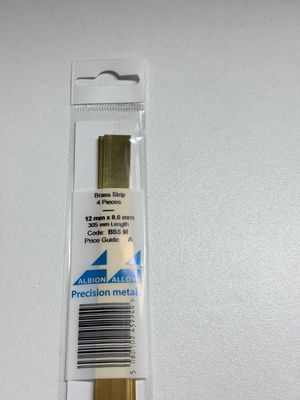 Brass Strip
4 Pieces
12 mm x 0.6 mm
305 mm Length
Code: BS5 M
Price Guide: A
ALBION ALLOYS
Precision metals